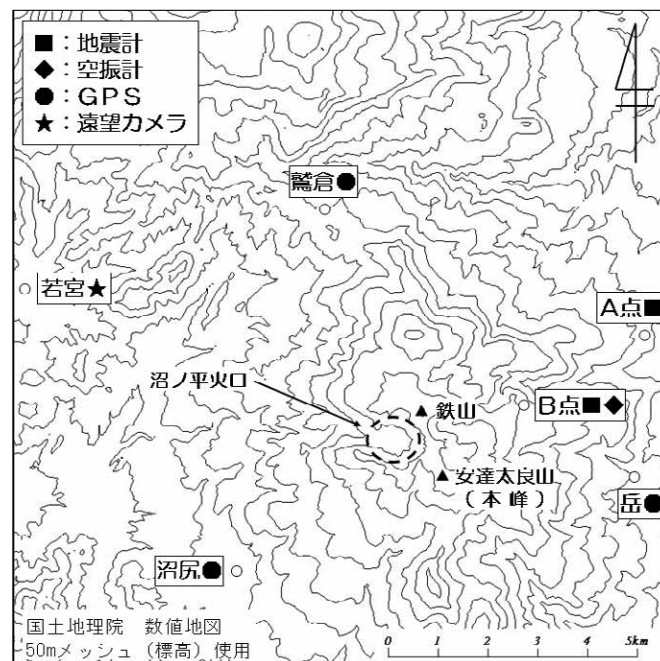 ■：地震計
◆：空振計
●：ＧＰＳ
★：遠望カメラ
鷲倉●
若宮★
Ａ点■
沼ノ平火口
▲鉄山
Ｂ点■◆
▲安達太良山
（本峰）
岳●
沼尻●
国土地理院　数値地図
50mメッシュ（標高）使用
0 1 2 3 4 5km